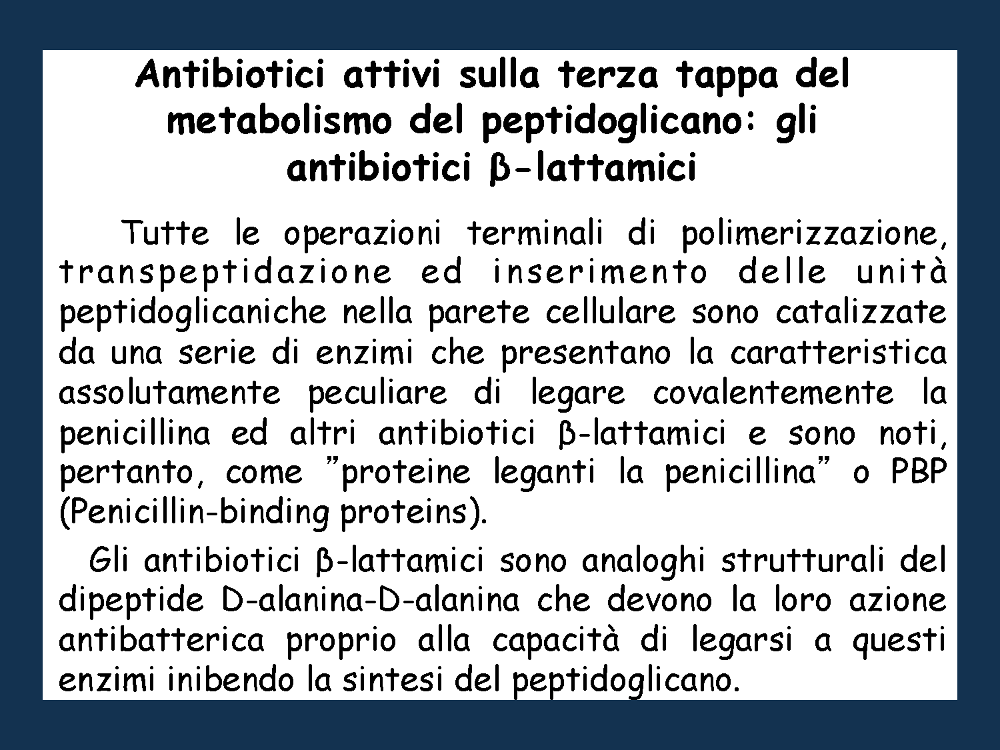 Antibiotici attivi sulla terza tappa del
metabolismo del peptidoglicano: gli
antibiotici β-lattamici
Tutte le operazioni terminali di polimerizzazione,
transpeptidazione ed inserimento delle unità
peptidoglicaniche nella parete cellulare sono catalizzate
da una serie di enzimi che presentano la caratteristica
assolutamente peculiare di legare covalentemente la
penicillina ed altri antibiotici β-lattamici e sono noti,
pertanto, come ”proteine leganti la penicillina” o PBP
(Penicillin-binding proteins).
Gli antibiotici β-lattamici sono analoghi strutturali del
dipeptide D-alanina-D-alanina che devono la loro azione
antibatterica proprio alla capacità di legarsi a questi
enzimi inibendo la sintesi del peptidoglicano.